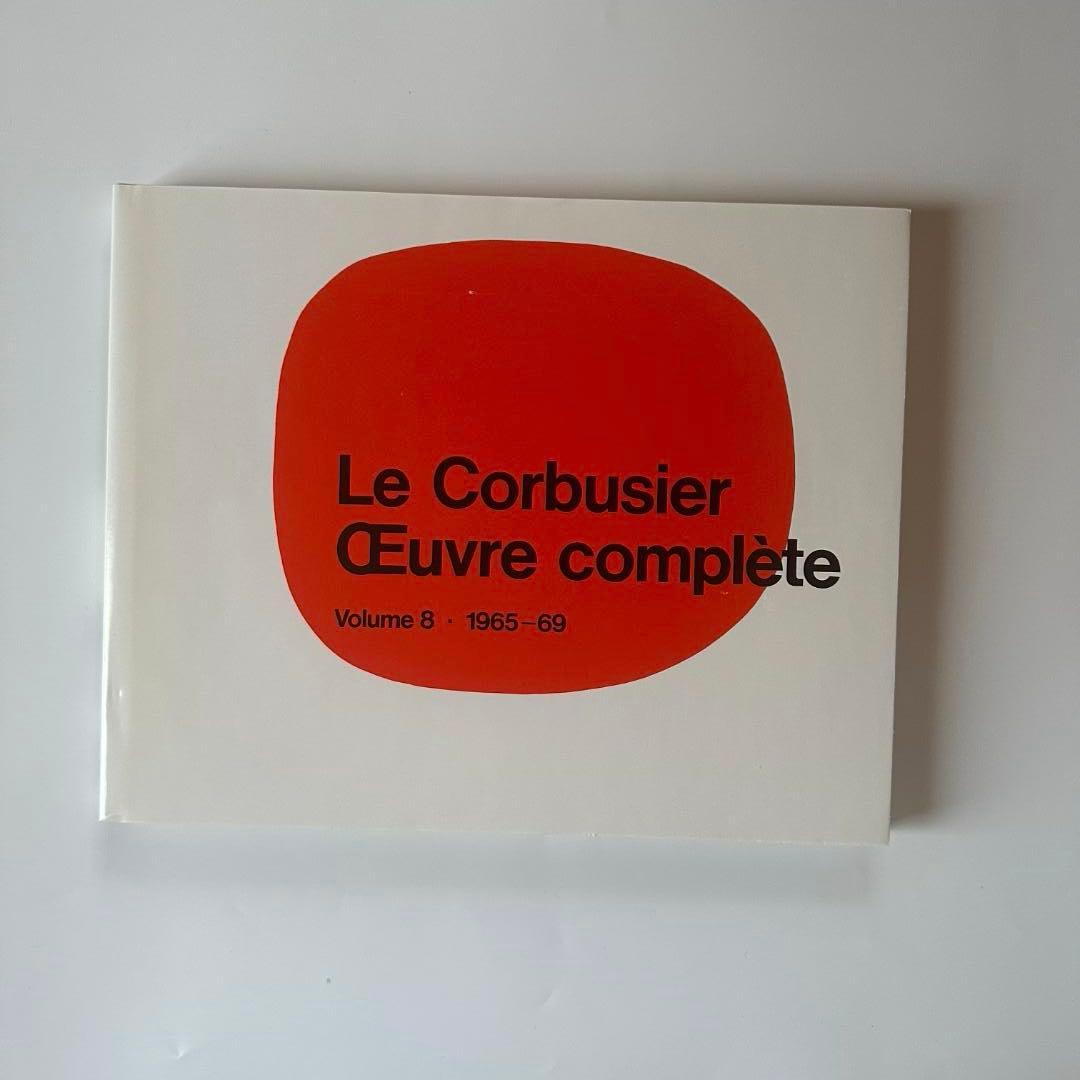 Le Corbusier
Œuvre complète
Volume 8 · 1965–69